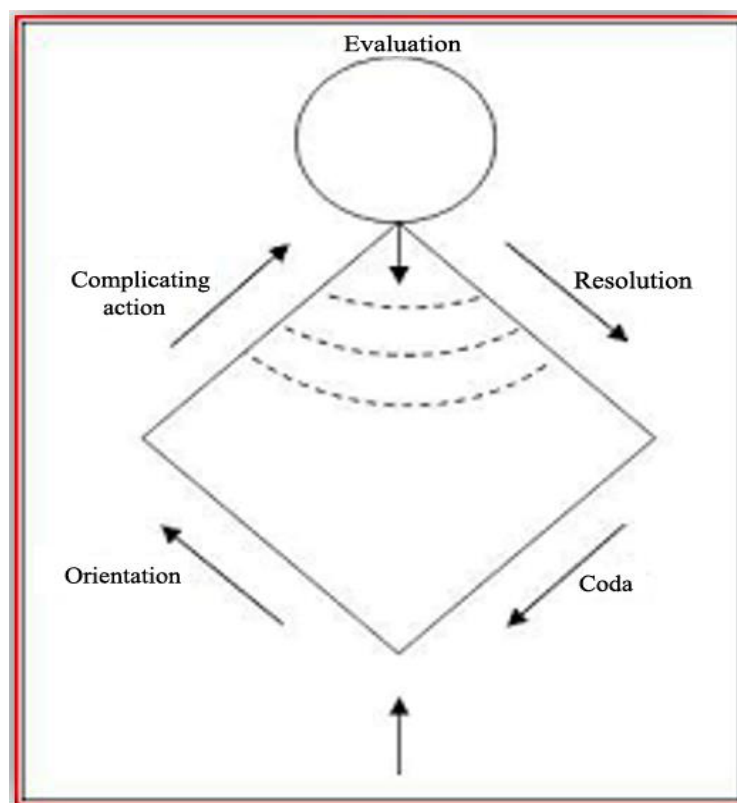 Evaluation
Complicating
action
Resolution
Orientation
Coda